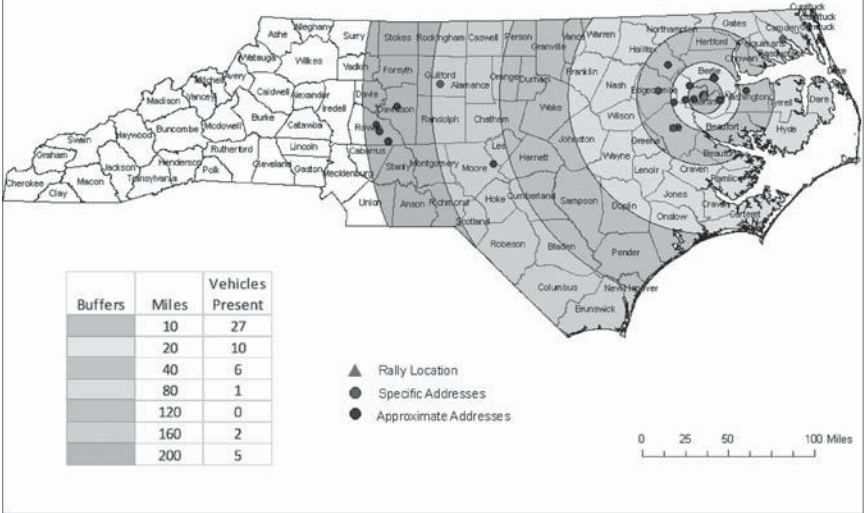 Currituck
Ashe Alleghany Surry Stokes Rockingham Caswell Person Vance Warren Northampton Gates Camden Currituck
Watauga Wilkes Yadkin Forsyth Guilford Alamance Orange Durham Granville Franklin Halifax Hertford Chowan Perquimans
Mitchell Avery Caldwell Alexander Davie Iredell Davidson Randolph Chatham Wake Nash Edgecombe Bertie Washington Tyrrell Dare
Madison Yancey Burke Catawba Wilson
Swain Haywood Buncombe Mcdowell Lincoln Cabarrus Stanly Montgomery Moore Lee Harnett Johnston Wayne Greene Beaufort Hyde
Graham Jackson Henderson Rutherford Cleveland Gaston Mecklenburg Lenoir Craven Beaufort Pamlico
Cherokee Clay Macon Transylvania Polk Union Anson Richmond Hoke Cumberland Sampson Duplin Jones Craven Carteret
Scotland Robeson Bladen Onslow
Pender
Columbus New Hanover
Brunswick
Buffers Miles Vehicles Present
10 27
20 10
40 6
80 1
120 0
160 2
200 5
Rally Location
Specific Addresses
Approximate Addresses
0 25 50 100 Miles